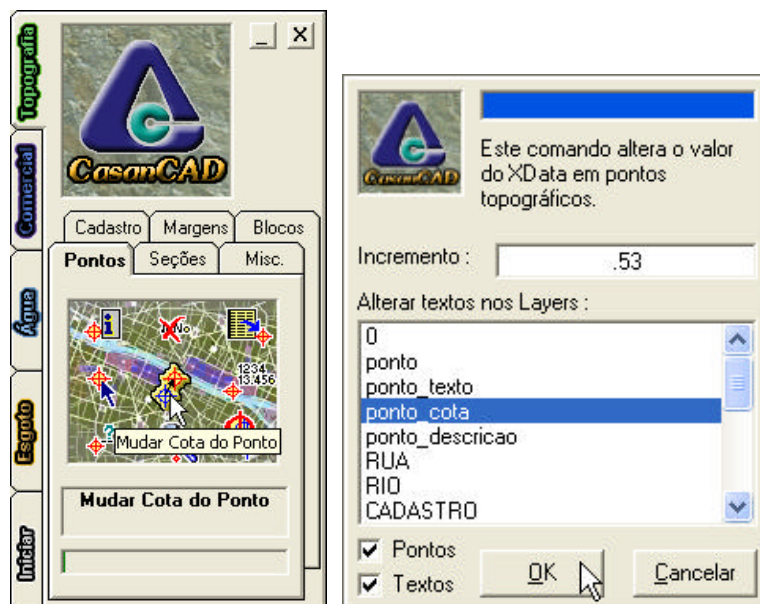 Topografia
Comercial
Água
Esgoto
Iniciar
CasanCAD
Cadastro Margens Blocos
Pontos Seções Misc.
1234
13.456
Mudar Cota do Ponto
Mudar Cota do Ponto
CasanCAD
Este comando altera o valor
do XData em pontos
topográficos.
Incremento : .53
Alterar textos nos Layers :
0
ponto
ponto_texto
ponto_cota
ponto_descricao
RUA
RIO
CADASTRO
Pontos
Textos
OK
Cancelar